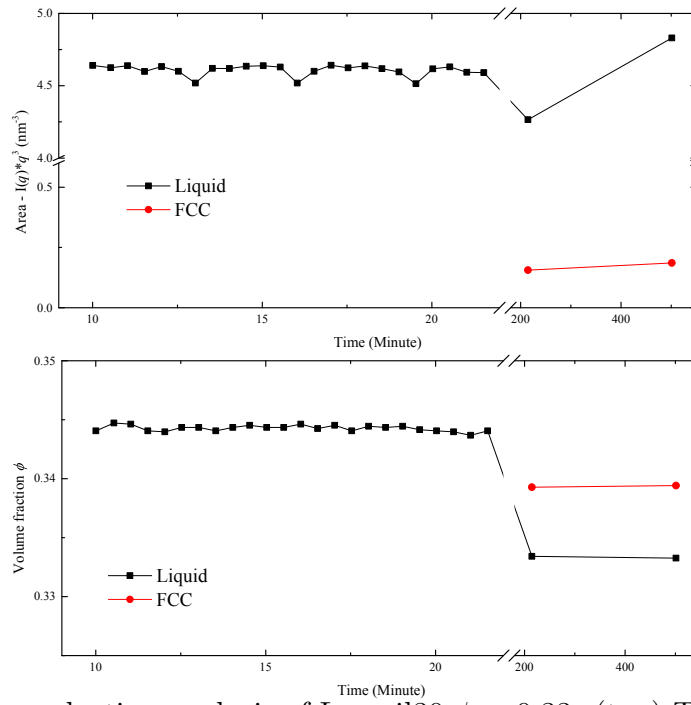 5.0
4.5
4.0
0.5
0.0
Area - I(q)*q³ (nm⁻³)
Liquid
FCC
10 15 20 200 400
Time (Minute)
0.35
0.34
0.33
Volume fraction ϕ
Liquid
FCC
10 15 20 200 400
Time (Minute)